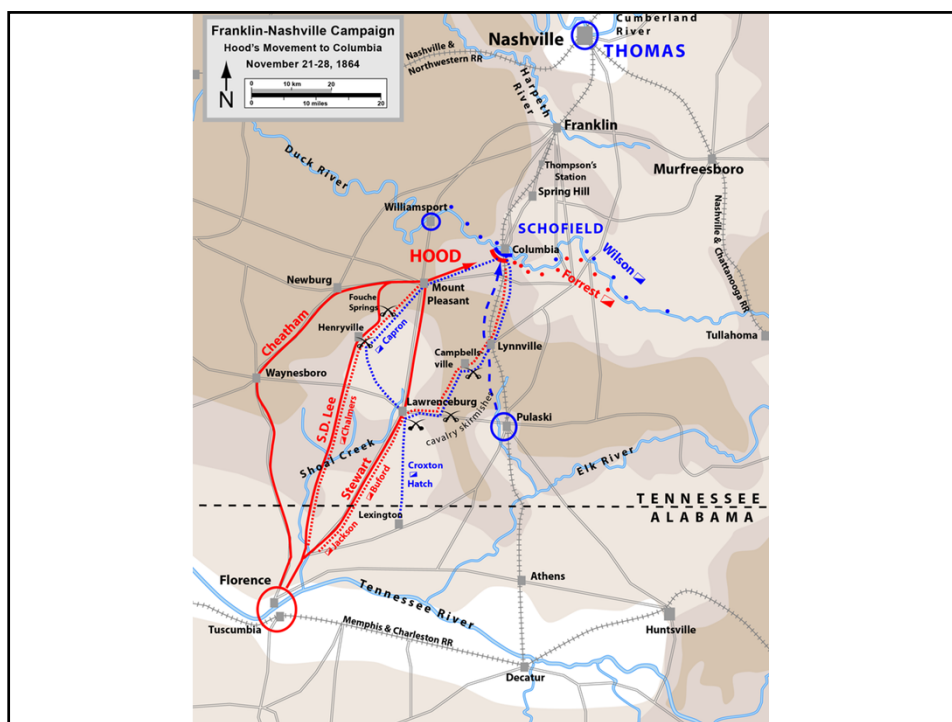 Franklin-Nashville Campaign
Hood's Movement to Columbia
November 21-28, 1864
N
0
10 km
20
0
10 miles
20
Cumberland
River
Nashville
THOMAS
Nashville &
Northwestern RR
Harpeth
River
Franklin
Duck River
Thompson's
Station
Murfreesboro
Spring Hill
Williamsport
Nashville & Chattanooga RR
SCHOFIELD
Columbia
Wilson
HOOD
Forrest
Newburg
Mount
Pleasant
Fouche
Springs
Henryville
Capron
Cheatham
Tullahoma
Lynnville
Campbells
ville
Waynesboro
Lawrenceburg
Pulaski
cavalry skirmishes
S.D. Lee
Chalmers
Shoal Creek
Stewart
Buford
Croxton
Hatch
Elk River
Lexington
TENNESSEE
ALABAMA
Jackson
Florence
Athens
Tennessee
River
Tuscumbia
Memphis & Charleston RR
Huntsville
Decatur